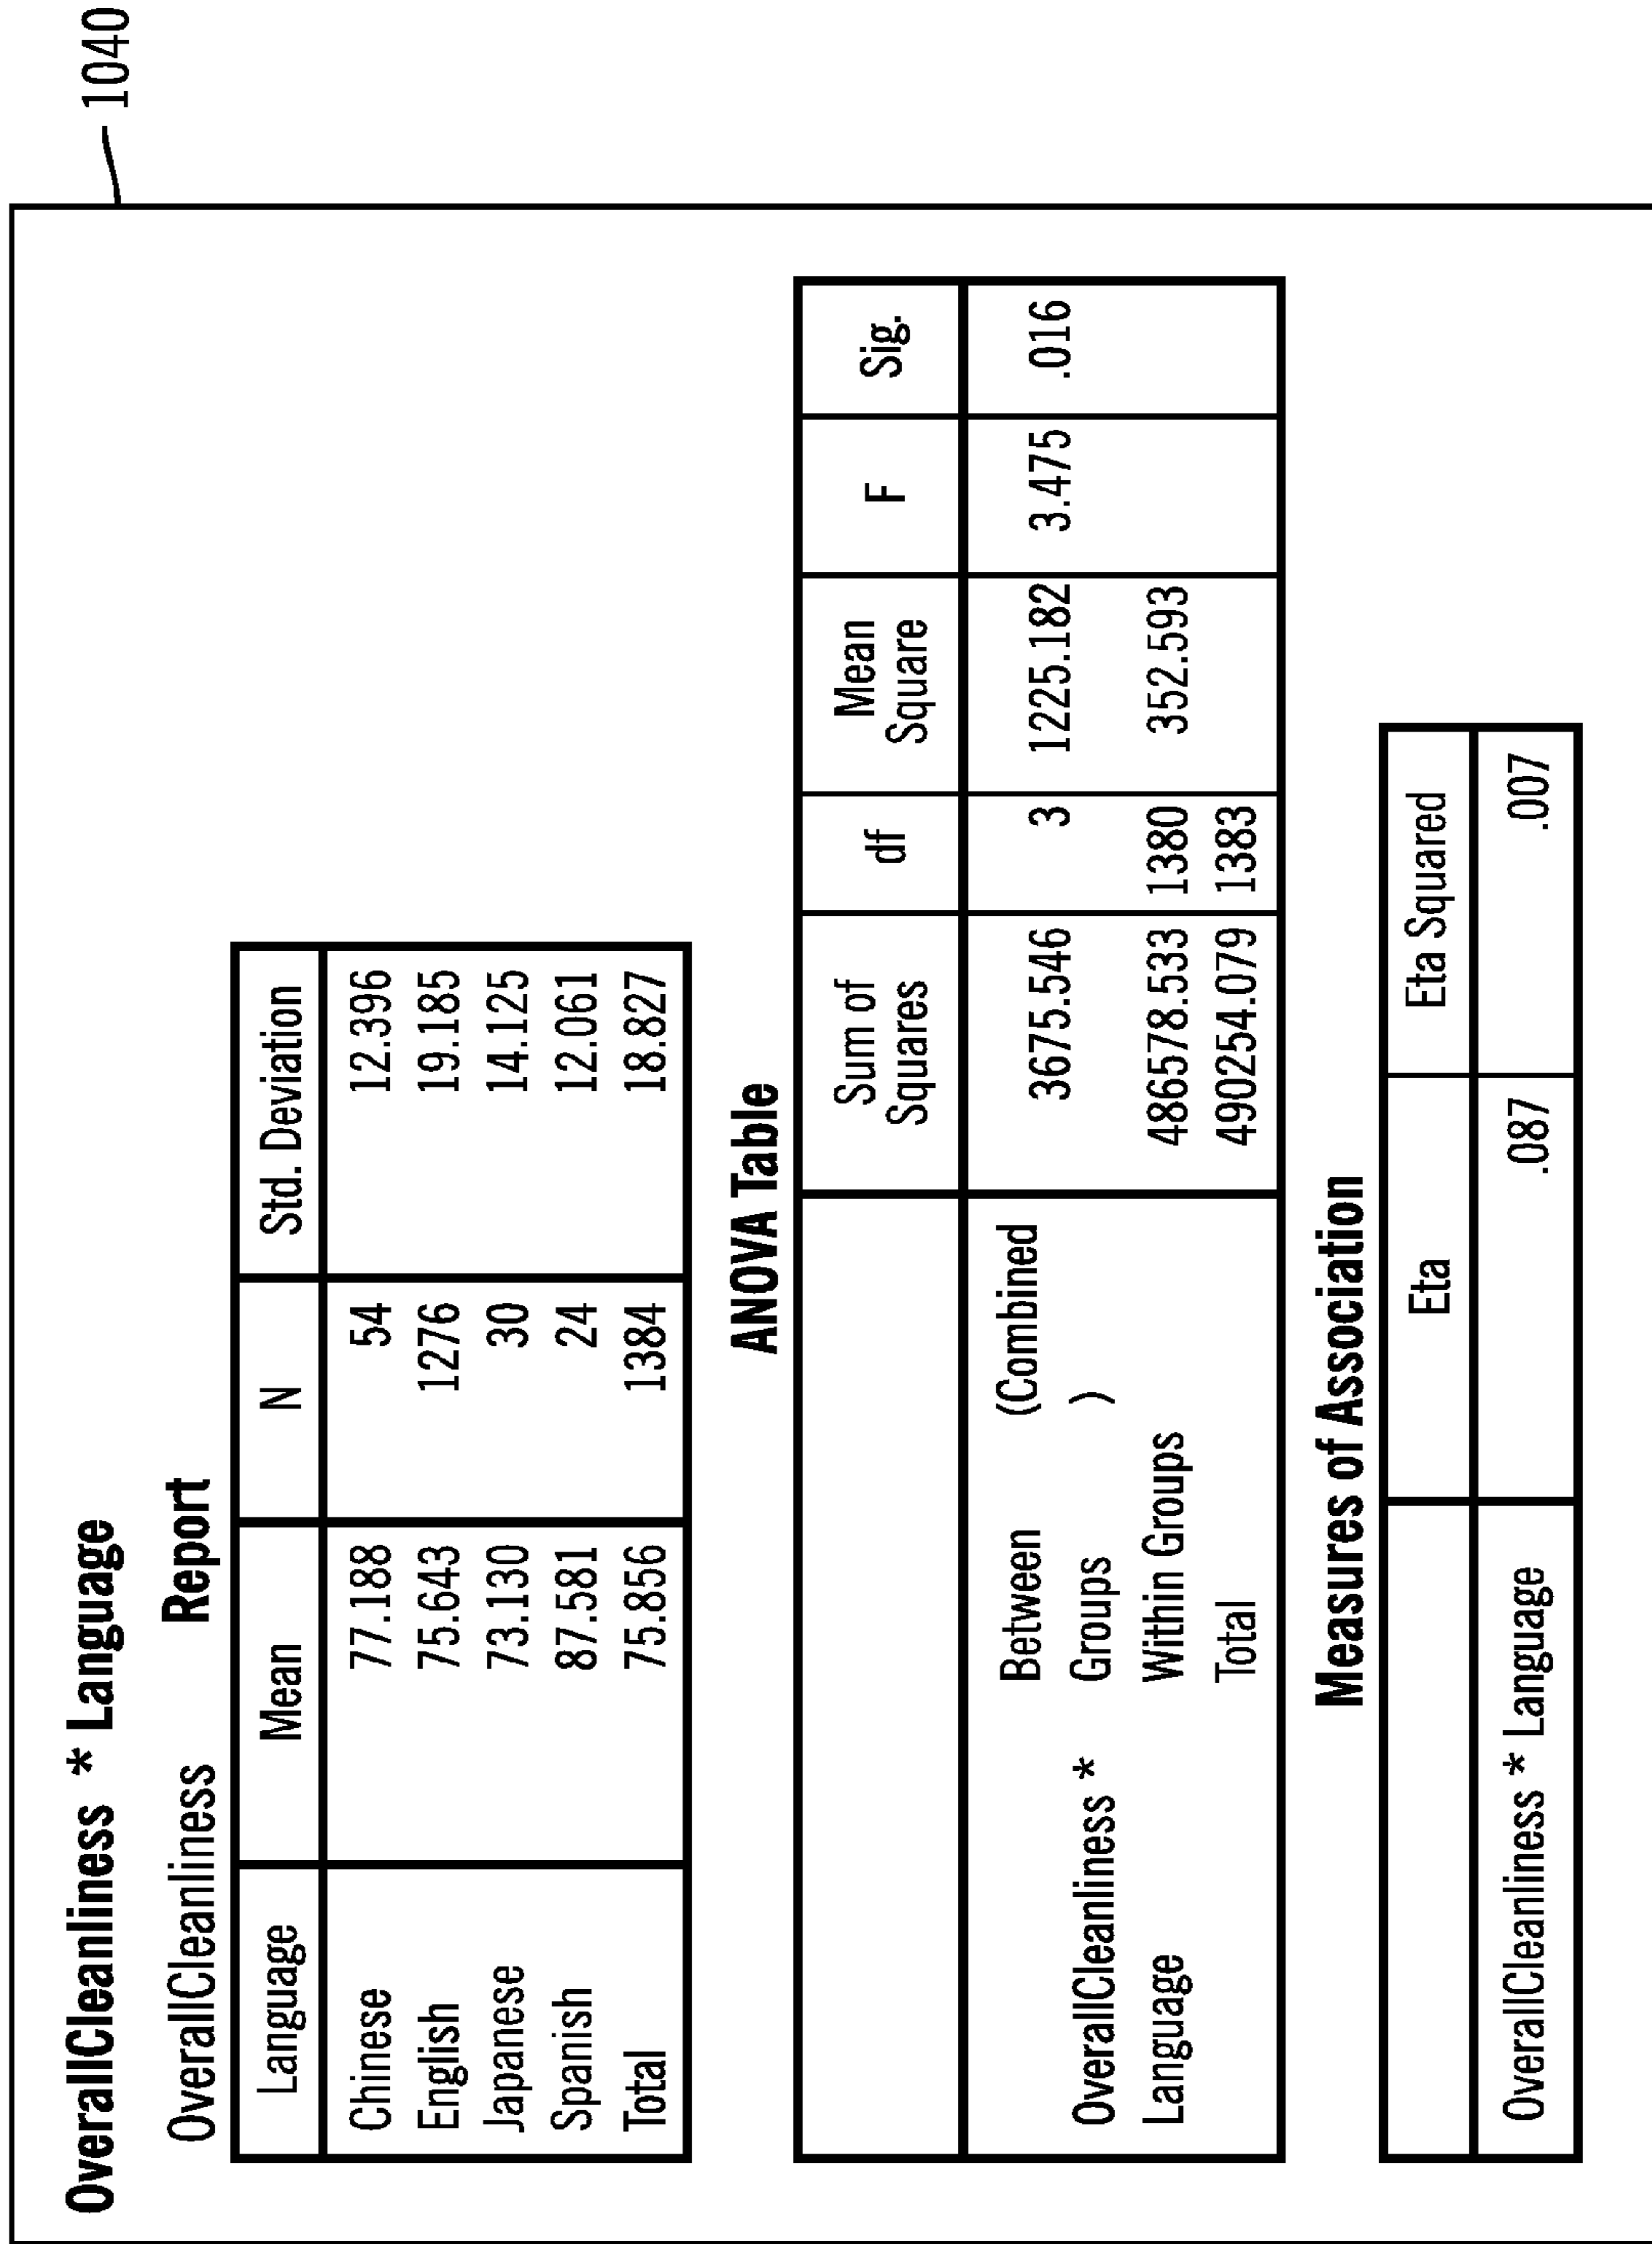 1040
OverallCleanliness * Language
Report
OverallCleanliness
Language Mean N Std. Deviation
Chinese 77.188 54 12.396
English 75.643 1276 19.185
Japanese 73.130 30 14.125
Spanish 87.581 24 12.061
Total 75.856 1384 18.827
ANOVA Table
Sum of Squares df Mean Square F Sig.
OverallCleanliness * Language Between Groups (Combined) 3675.546 3 1225.182 3.475 .016
Within Groups 486578.533 1380 352.593
Total 490254.079 1383
Measures of Association
Eta Eta Squared
OverallCleanliness * Language .087 .007